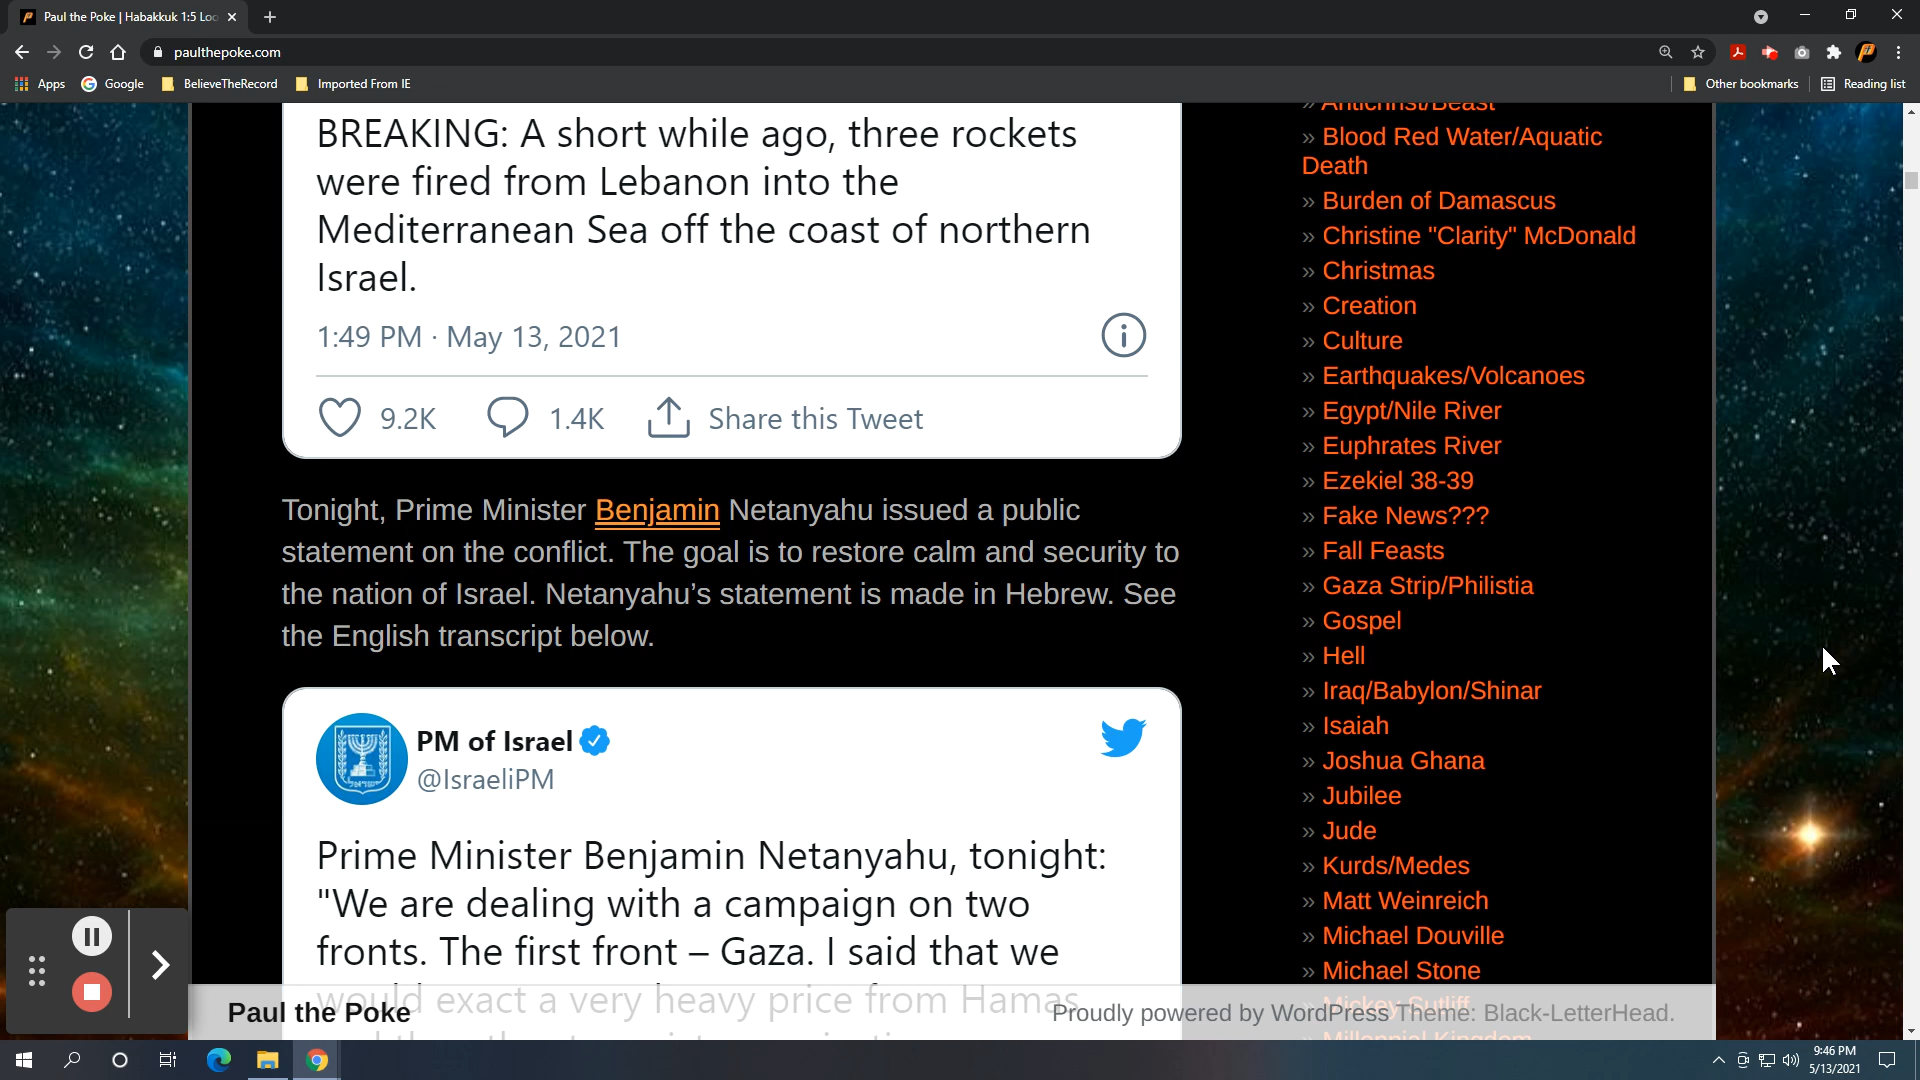 Paul the Poke | Habakkuk 1:5 Loo
paulthepoke.com
Apps
Google
BelieveTheRecord
Imported From IE
Other bookmarks
Reading list
BREAKING: A short while ago, three rockets
were fired from Lebanon into the
Mediterranean Sea off the coast of northern
Israel.
1:49 PM · May 13, 2021
9.2K
1.4K
Share this Tweet
Tonight, Prime Minister Benjamin Netanyahu issued a public
statement on the conflict. The goal is to restore calm and security to
the nation of Israel. Netanyahu’s statement is made in Hebrew. See
the English transcript below.
PM of Israel
@IsraeliPM
Prime Minister Benjamin Netanyahu, tonight:
"We are dealing with a campaign on two
fronts. The first front – Gaza. I said that we
would exact a very heavy price from Hamas
» Antichrist/Beast
» Blood Red Water/Aquatic
Death
» Burden of Damascus
» Christine "Clarity" McDonald
» Christmas
» Creation
» Culture
» Earthquakes/Volcanoes
» Egypt/Nile River
» Euphrates River
» Ezekiel 38-39
» Fake News???
» Fall Feasts
» Gaza Strip/Philistia
» Gospel
» Hell
» Iraq/Babylon/Shinar
» Isaiah
» Joshua Ghana
» Jubilee
» Jude
» Kurds/Medes
» Matt Weinreich
» Michael Douville
» Michael Stone
» Mickey Sutliff
» Millennial Kingdom
Paul the Poke
Proudly powered by WordPress Theme: Black-LetterHead.
9:46 PM
5/13/2021